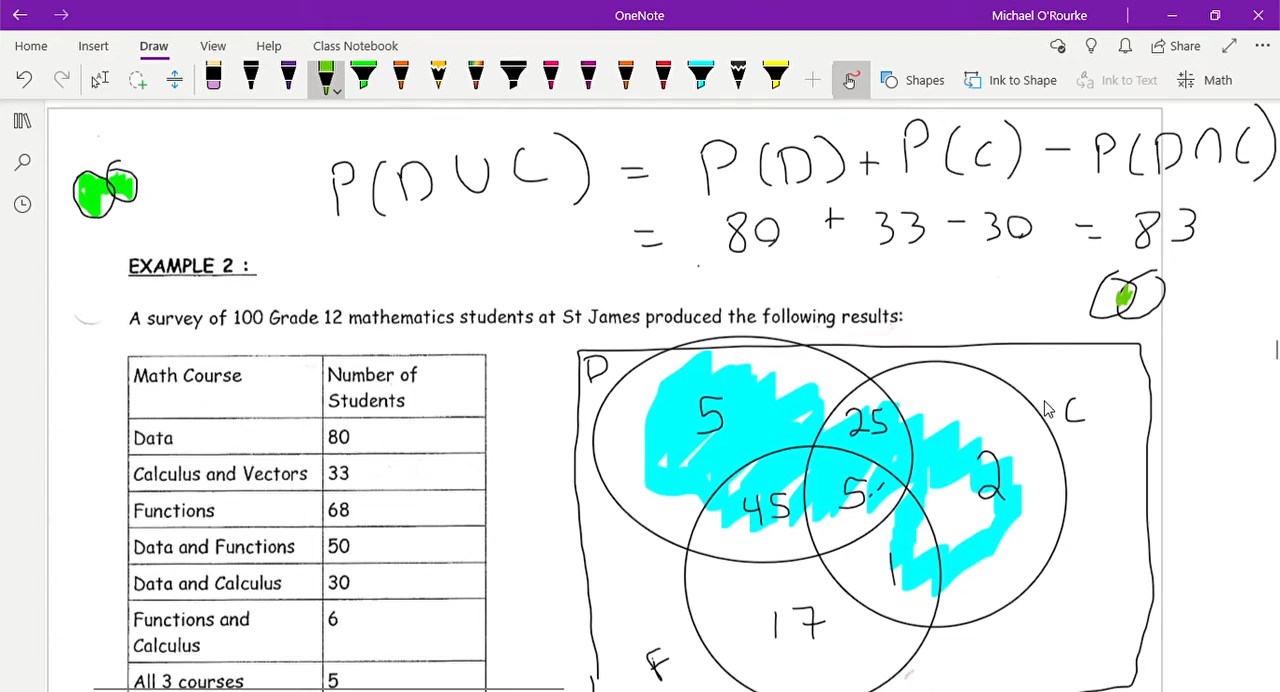 OneNote
Michael O'Rourke
Home Insert Draw View Help Class Notebook
Share
Shapes Ink to Shape Ink to Text Math
P(D ∪ C) = P(D) + P(C) - P(D ∩ C)
= 80 + 33 - 30 = 83
EXAMPLE 2 :
A survey of 100 Grade 12 mathematics students at St James produced the following results:
Math Course Number of Students
Data 80
Calculus and Vectors 33
Functions 68
Data and Functions 50
Data and Calculus 30
Functions and Calculus 6
All 3 courses 5
D
C
5
25
2
45
5
1
17
F